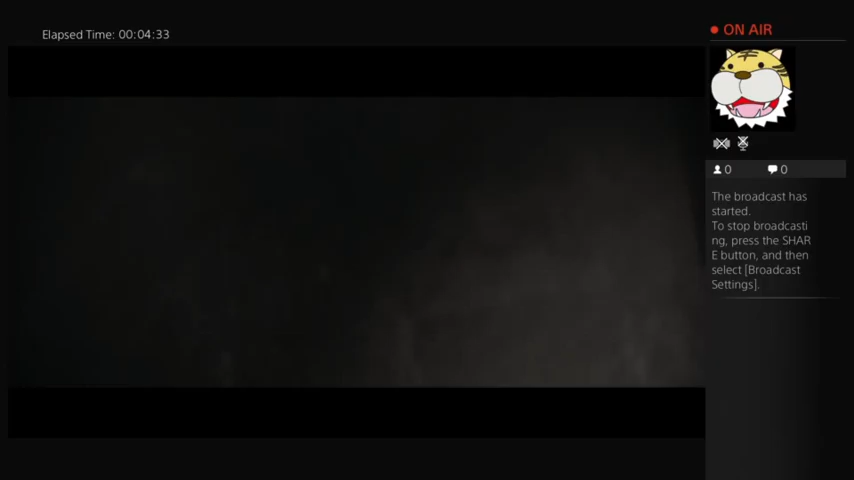 Elapsed Time: 00:04:33
ON AIR
0 0
The broadcast has
started.
To stop broadcasti
ng, press the SHAR
E button, and then
select [Broadcast
Settings].